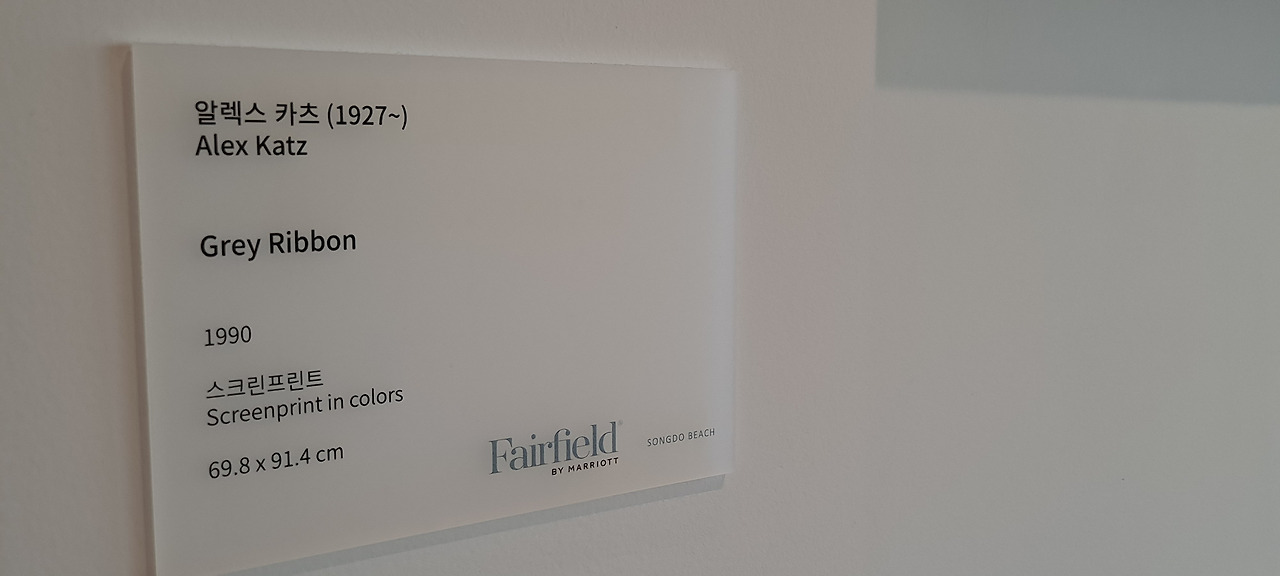 알렉스 카츠 (1927~)
Alex Katz
Grey Ribbon
1990
스크린프린트
Screenprint in colors
69.8 x 91.4 cm
Fairfield®
BY MARRIOTT
SONGDO BEACH